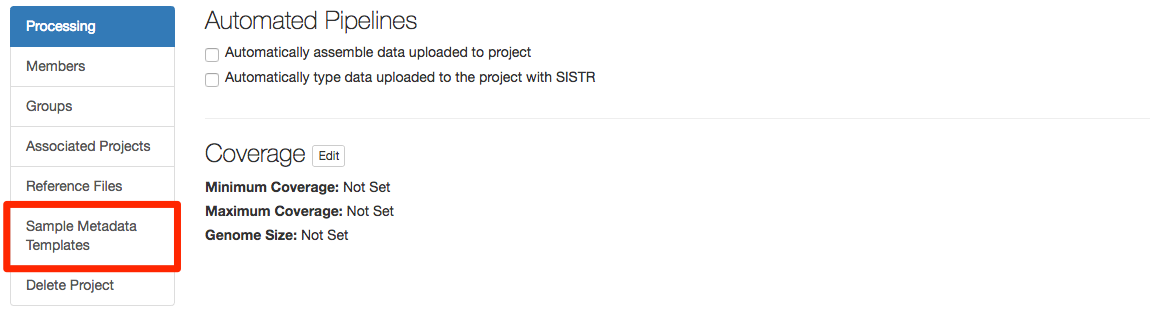 Processing
Members
Groups
Associated Projects
Reference Files
Sample Metadata
Templates
Delete Project
Automated Pipelines
Automatically assemble data uploaded to project
Automatically type data uploaded to the project with SISTR
Coverage Edit
Minimum Coverage: Not Set
Maximum Coverage: Not Set
Genome Size: Not Set